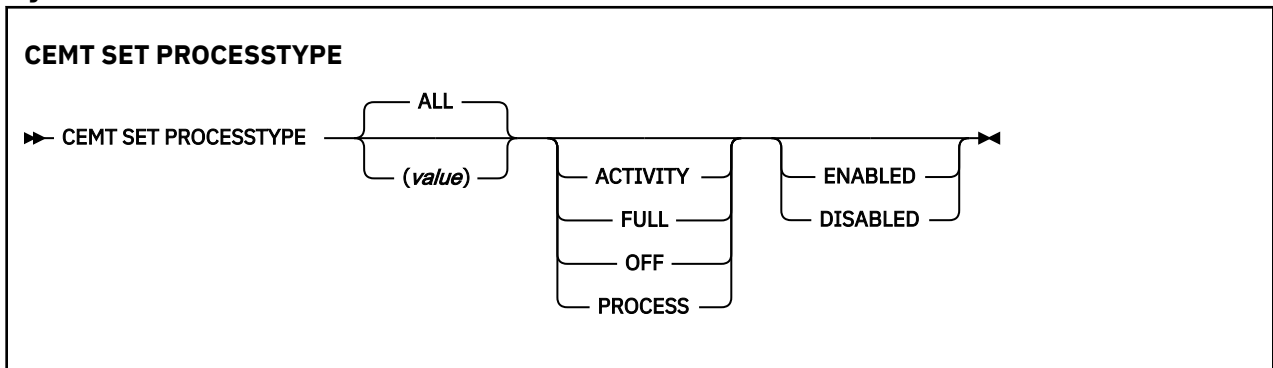 CEMT SET PROCESSTYPE
ALL
CEMT SET PROCESSTYPE
(value)
ACTIVITY
ENABLED
FULL
DISABLED
OFF
PROCESS